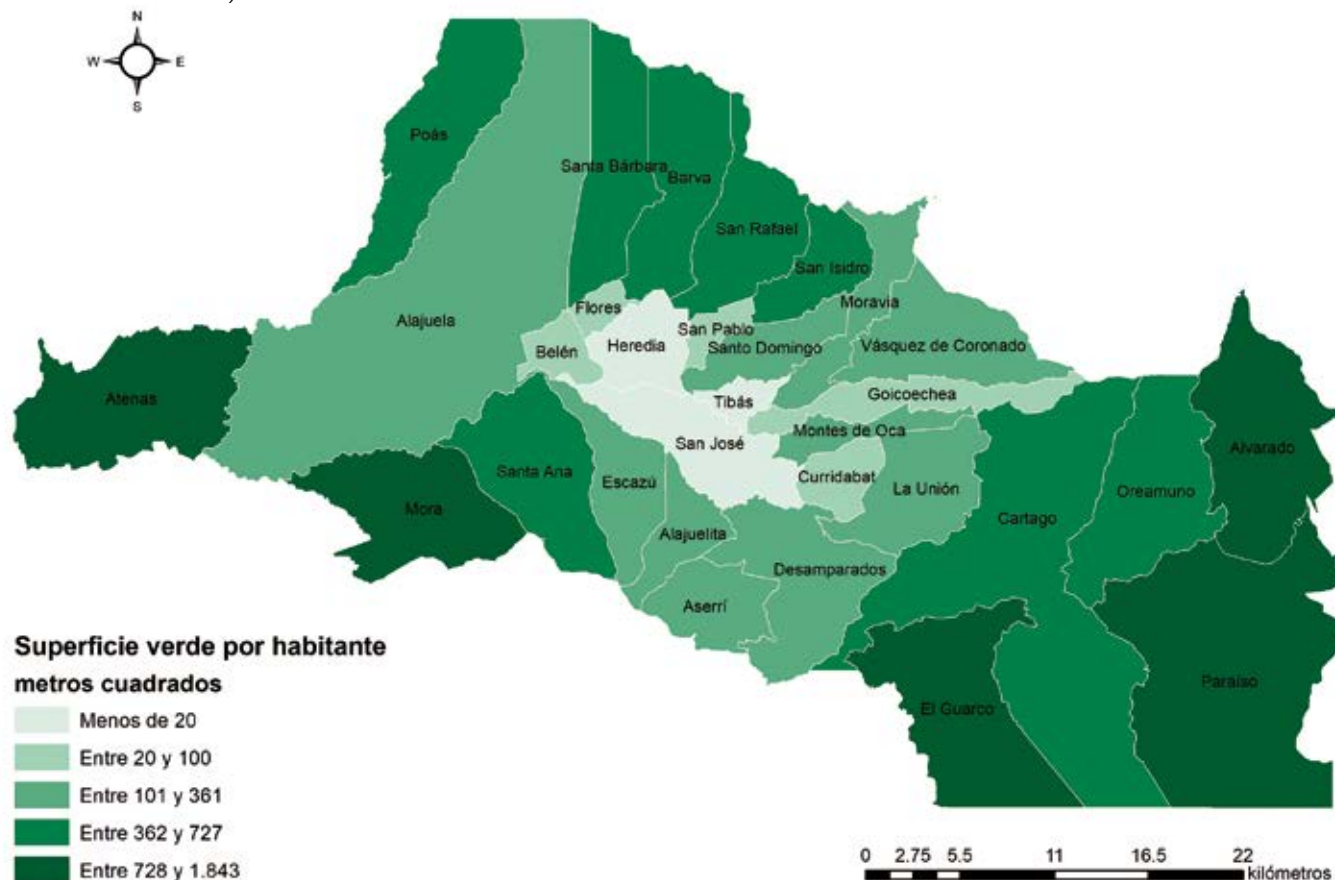 N
W E
S
Poás
Santa Bárbara
Barva
San Rafael
San Isidro
Moravia
Flores
Alajuela
San Pablo
Heredia
Belén
Santo Domingo
Vásquez de Coronado
Atenas
Tibás
Goicoechea
Montes de Oca
San José
Alvarado
Santa Ana
Escazú
Curridabat
La Unión
Oreamuno
Mora
Cartago
Alajuelita
Desamparados
Aserrí
Paraíso
El Guarco
Superficie verde por habitante
metros cuadrados
Menos de 20
Entre 20 y 100
Entre 101 y 361
Entre 362 y 727
Entre 728 y 1.843
0 2.75 5.5 11 16.5 22
kilómetros